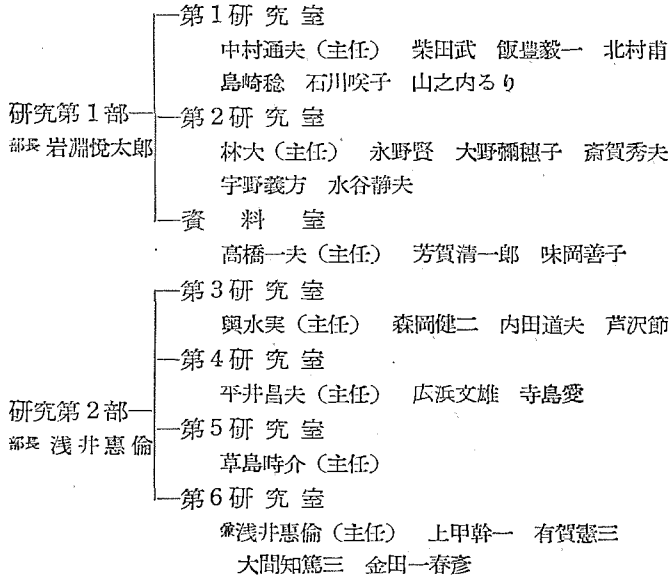 第1研究室
中村通夫（主任）　柴田武　飯豊毅一　北村甫
島崎稔　石川咲子　山之内るり
研究第1部
部長 岩淵悦太郎
第2研究室
林大（主任）　永野賢　大野彌穂子　斎賀秀夫
宇野義方　水谷静夫
資料室
高橋一夫（主任）　芳賀清一郎　味岡善子
第3研究室
輿水実（主任）　森岡健二　内田道夫　芦沢節
第4研究室
平井昌夫（主任）　広浜文雄　寺島愛
研究第2部
部長 浅井恵倫
第5研究室
草島時介（主任）
第6研究室
兼浅井恵倫（主任）　上甲幹一　有賀憲三
大間知篤三　金田一春彦